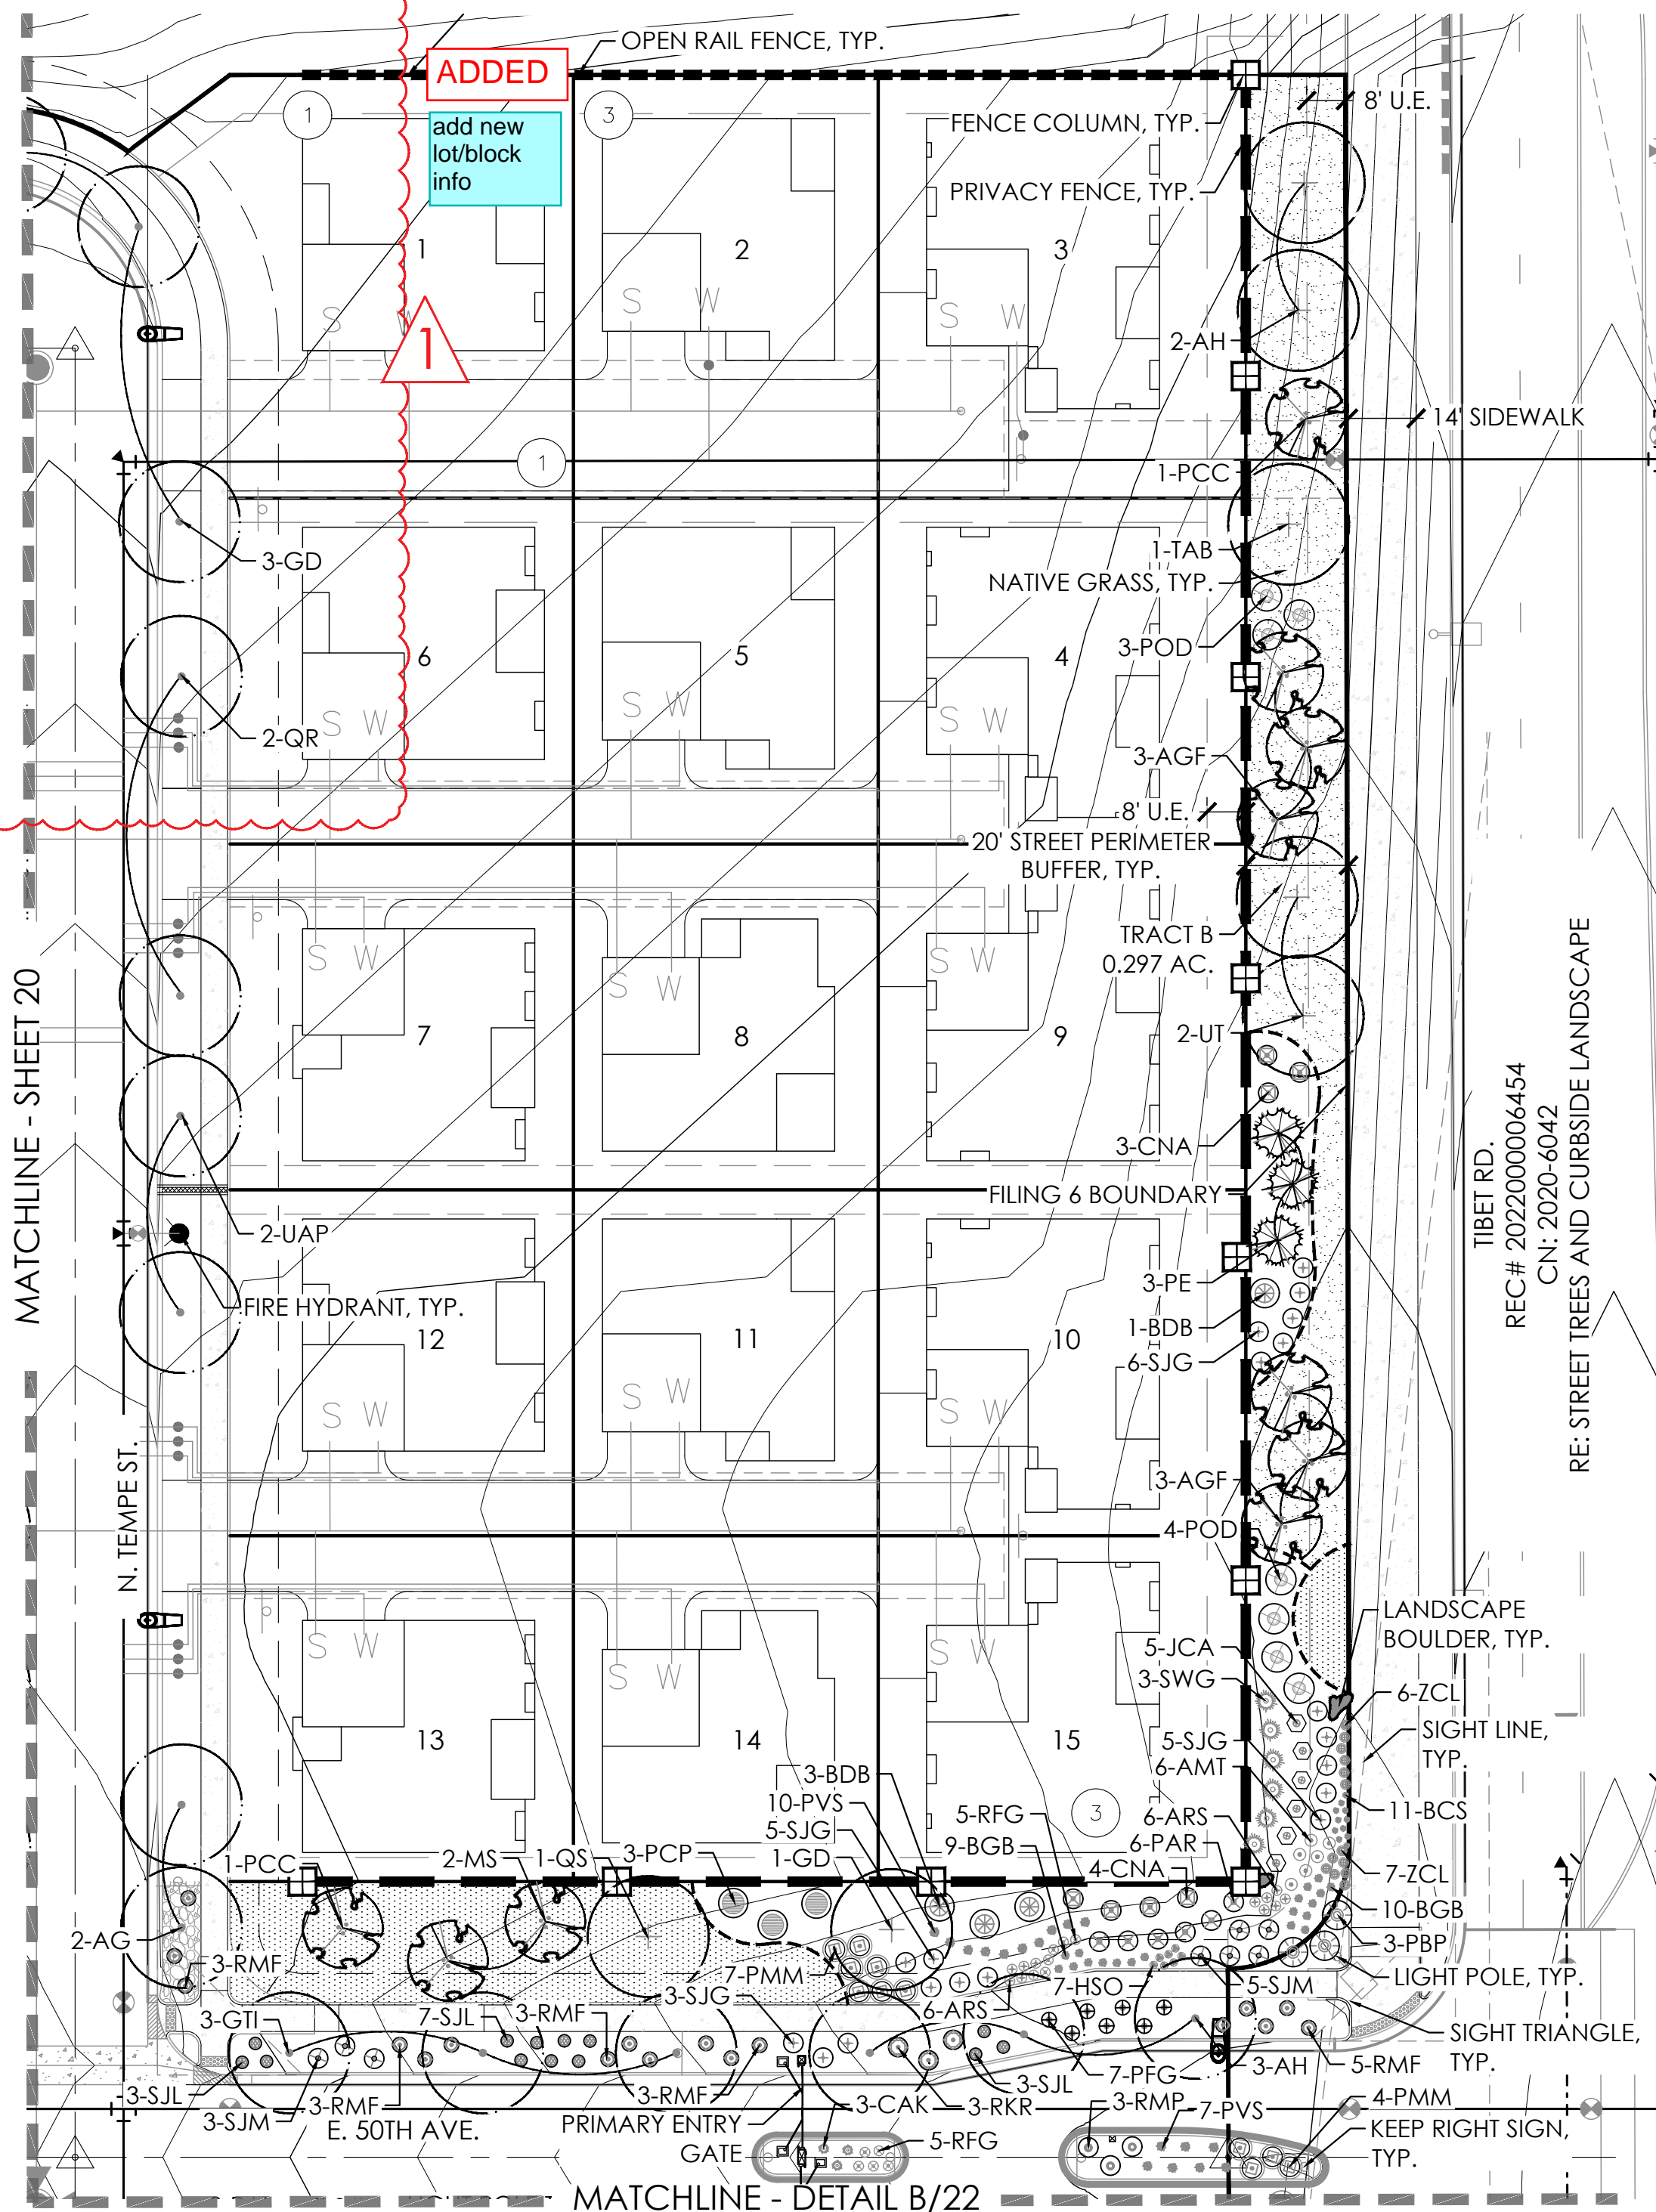 OPEN RAIL FENCE, TYP.
ADDED
add new
lot/block
info
1
3
8' U.E.
FENCE COLUMN, TYP.
PRIVACY FENCE, TYP.
1
2
3
S W
S W
S W
1
2-AH
14' SIDEWALK
1
1-PCC
3-GD
1-TAB
NATIVE GRASS, TYP.
3-POD
6
5
4
S W
S W
S W
2-QR
3-AGF
8' U.E.
20' STREET PERIMETER
BUFFER, TYP.
TRACT B
0.297 AC.
S W
S W
S W
7
8
9
2-UT
MATCHLINE - SHEET 20
3-CNA
FILING 6 BOUNDARY
2-UAP
3-PE
FIRE HYDRANT, TYP.
12
11
10
1-BDB
6-SJG
TIBET RD.
REC# 2022000006454
CN: 2020-6042
RE: STREET TREES AND CURBSIDE LANDSCAPE
S W
S W
S W
3-AGF
4-POD
N. TEMPE ST.
LANDSCAPE
BOULDER, TYP.
S W
S W
S W
5-JCA
3-SWG
6-ZCL
SIGHT LINE,
TYP.
13
14
15
5-SJG
6-AMT
3-BDB
10-PVS
5-SJG
5-RFG
3
6-ARS
11-BCS
1-PCC
2-MS
1-QS
3-PCP
1-GD
9-BGB
6-PAR
4-CNA
7-ZCL
10-BGB
2-AG
3-PBP
3-RMF
7-PMM
LIGHT POLE, TYP.
3-SJG
7-HSO
5-SJM
3-GTI
7-SJL
3-RMF
6-ARS
SIGHT TRIANGLE,
TYP.
3-SJL
3-SJM
3-RMF
3-RMF
3-SJL
7-PFG
3-AH
5-RMF
E. 50TH AVE.
PRIMARY ENTRY
GATE
3-CAK
3-RKR
3-RMP
7-PVS
4-PMM
5-RFG
KEEP RIGHT SIGN,
TYP.
MATCHLINE - DETAIL B/22